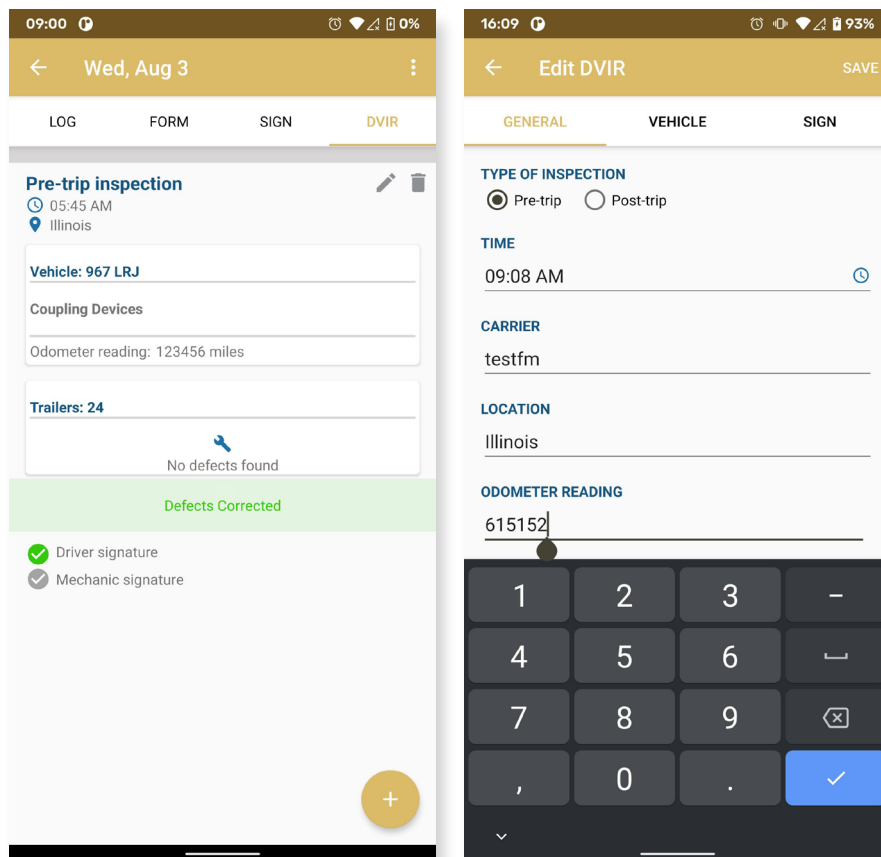 09:00 0%
Wed, Aug 3
LOG FORM SIGN DVIR
Pre-trip inspection
05:45 AM
Illinois
Vehicle: 967 LRJ
Coupling Devices
Odometer reading: 123456 miles
Trailers: 24
No defects found
Defects Corrected
Driver signature
Mechanic signature
+
16:09 93%
Edit DVIR SAVE
GENERAL VEHICLE SIGN
TYPE OF INSPECTION
Pre-trip Post-trip
TIME
09:08 AM
CARRIER
testfm
LOCATION
Illinois
ODOMETER READING
615152
1 2 3 -
4 5 6
7 8 9
, 0 .